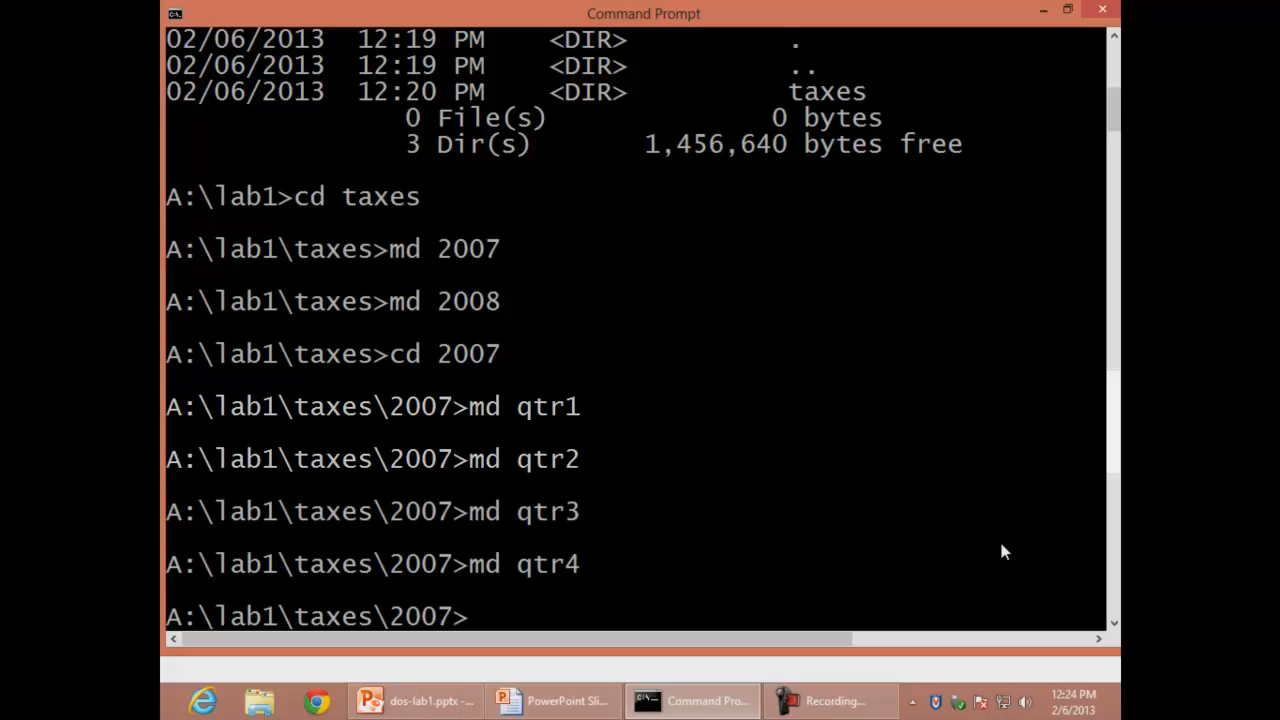 Command Prompt
02/06/2013 12:19 PM <DIR> .
02/06/2013 12:19 PM <DIR> ..
02/06/2013 12:20 PM <DIR> taxes
0 File(s) 0 bytes
3 Dir(s) 1,456,640 bytes free
A:\lab1>cd taxes
A:\lab1\taxes>md 2007
A:\lab1\taxes>md 2008
A:\lab1\taxes>cd 2007
A:\lab1\taxes\2007>md qtr1
A:\lab1\taxes\2007>md qtr2
A:\lab1\taxes\2007>md qtr3
A:\lab1\taxes\2007>md qtr4
A:\lab1\taxes\2007>
dos-lab1.pptx -... PowerPoint Sli... Command Pro... Recording... 12:24 PM
2/6/2013